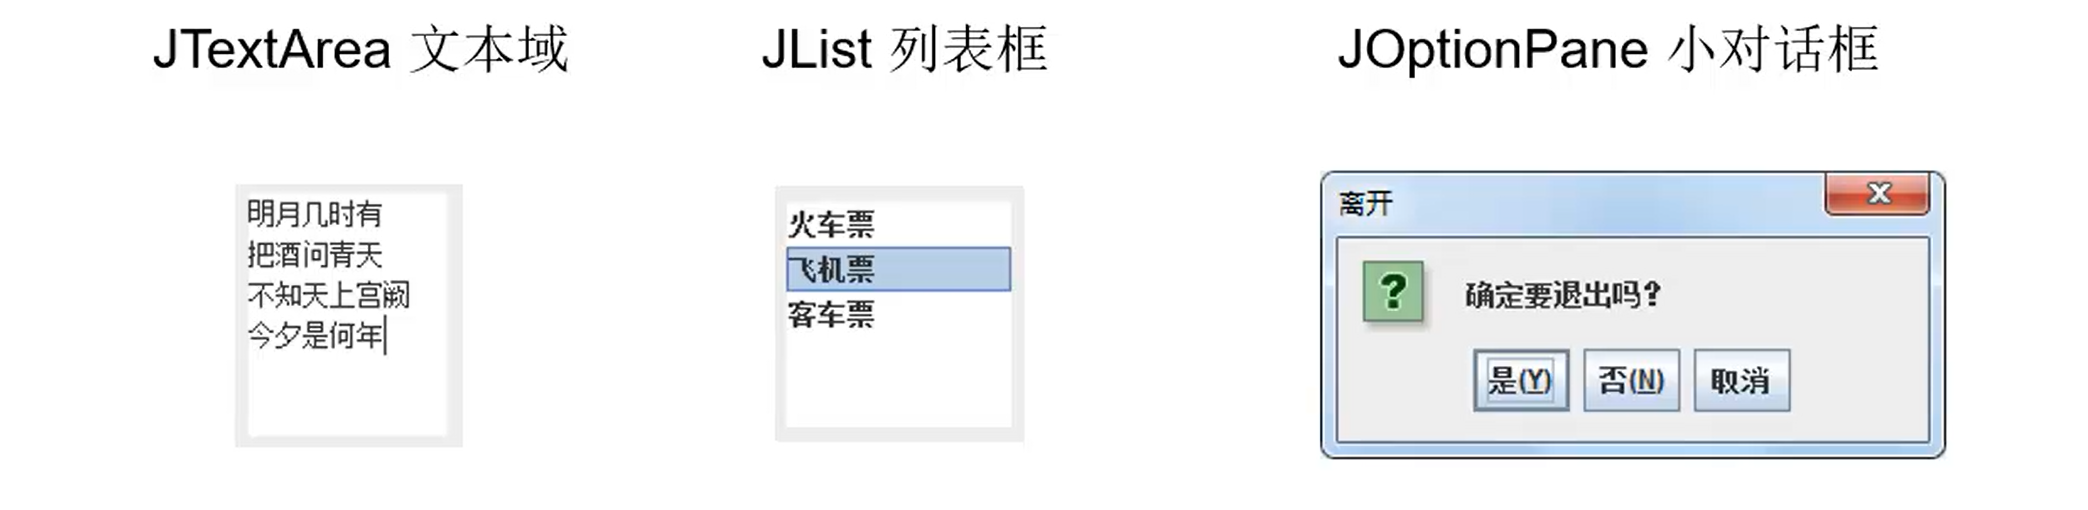 JTextArea 文本域
JList 列表框
JOptionPane 小对话框
明月几时有
把酒问青天
不知天上宫阙
今夕是何年
火车票
飞机票
客车票
离开
x
?
确定要退出吗?
是(Y) 否(N) 取消